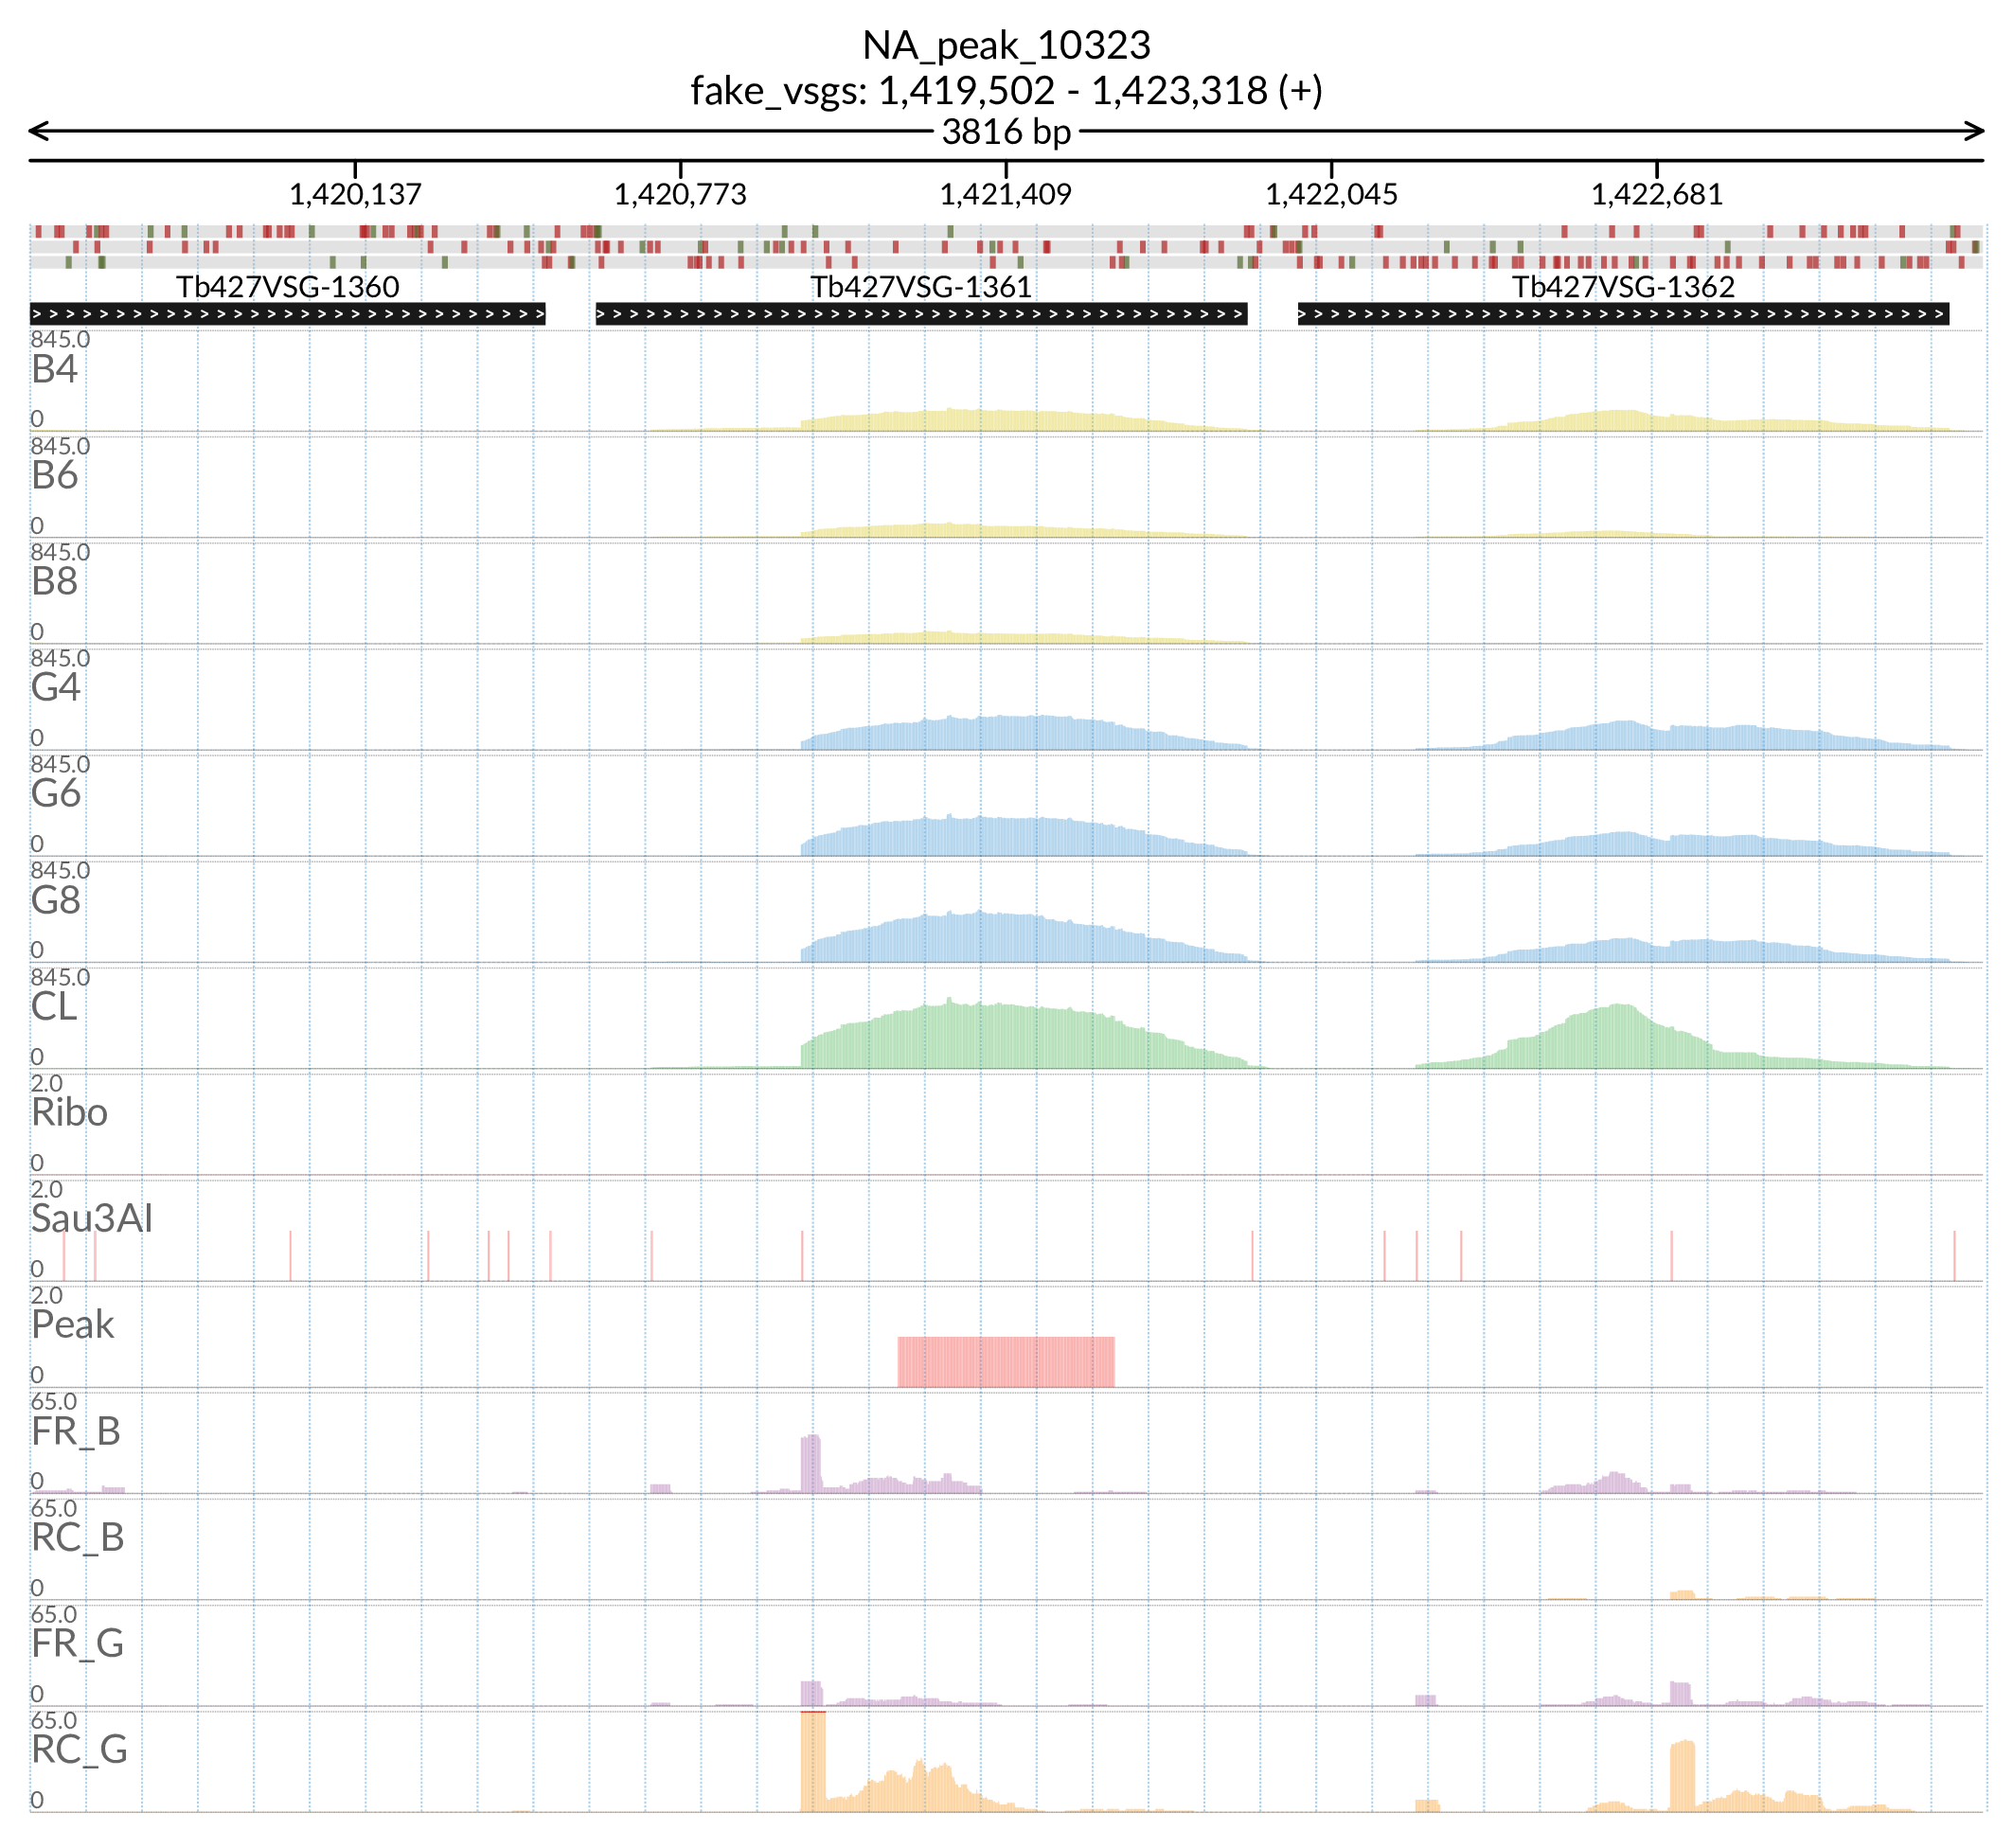 NA_peak_10323
fake_vsgs: 1,419,502 - 1,423,318 (+)
3816 bp
1,420,137 1,420,773 1,421,409 1,422,045 1,422,681
Tb427VSG-1360 Tb427VSG-1361 Tb427VSG-1362
845.0
B4
0
845.0
B6
0
845.0
B8
0
845.0
G4
0
845.0
G6
0
845.0
G8
0
845.0
CL
0
2.0
Ribo
0
2.0
Sau3AI
0
2.0
Peak
0
65.0
FR_B
0
65.0
RC_B
0
65.0
FR_G
0
65.0
RC_G
0